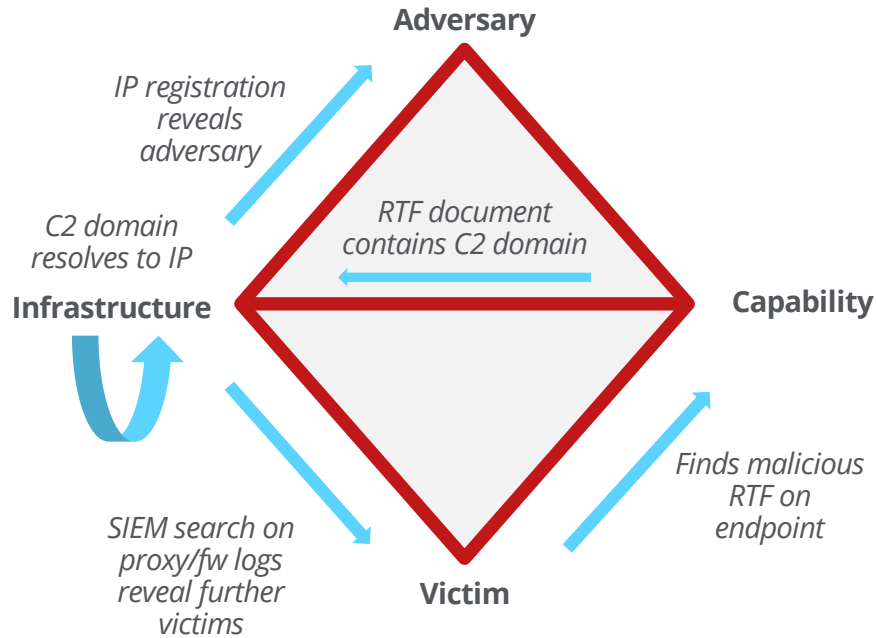 Adversary
IP registration
reveals
adversary
C2 domain
resolves to IP
RTF document
contains C2 domain
Infrastructure
Capability
Finds malicious
RTF on
endpoint
SIEM search on
proxy/fw logs
reveal further
victims
Victim